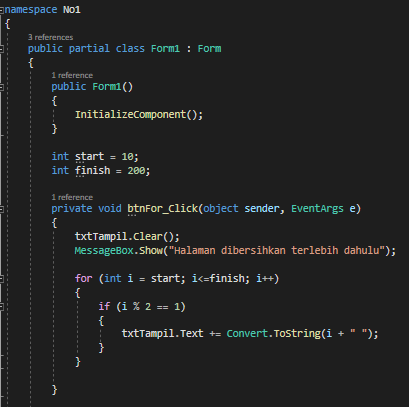 namespace No1
{
3 references
public partial class Form1 : Form
{
1 reference
public Form1()
{
InitializeComponent();
}
int start = 10;
int finish = 200;
1 reference
private void btnFor_Click(object sender, EventArgs e)
{
txtTampil.Clear();
MessageBox.Show("Halaman dibersihkan terlebih dahulu");
for (int i = start; i<=finish; i++)
{
if (i % 2 == 1)
{
txtTampil.Text += Convert.ToString(i + " ");
}
}
}